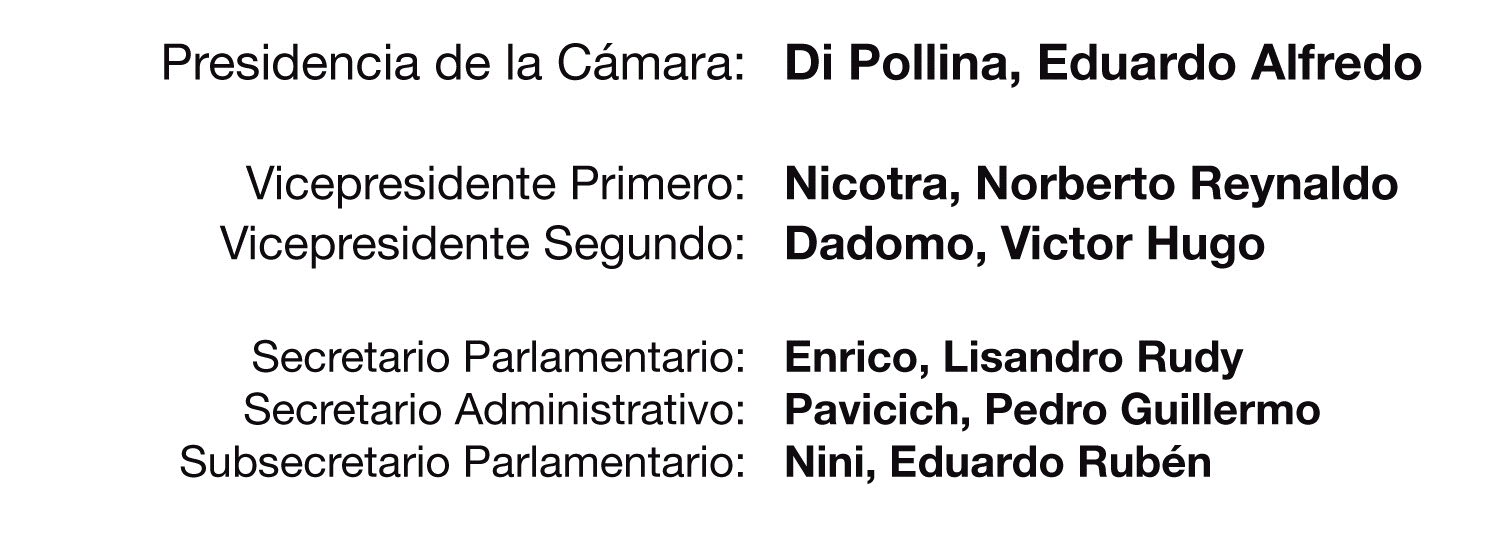 Presidencia de la Cámara: Di Pollina, Eduardo Alfredo
Vicepresidente Primero: Nicotra, Norberto Reynaldo
Vicepresidente Segundo: Dadomo, Victor Hugo
Secretario Parlamentario: Enrico, Lisandro Rudy
Secretario Administrativo: Pavicich, Pedro Guillermo
Subsecretario Parlamentario: Nini, Eduardo Rubén